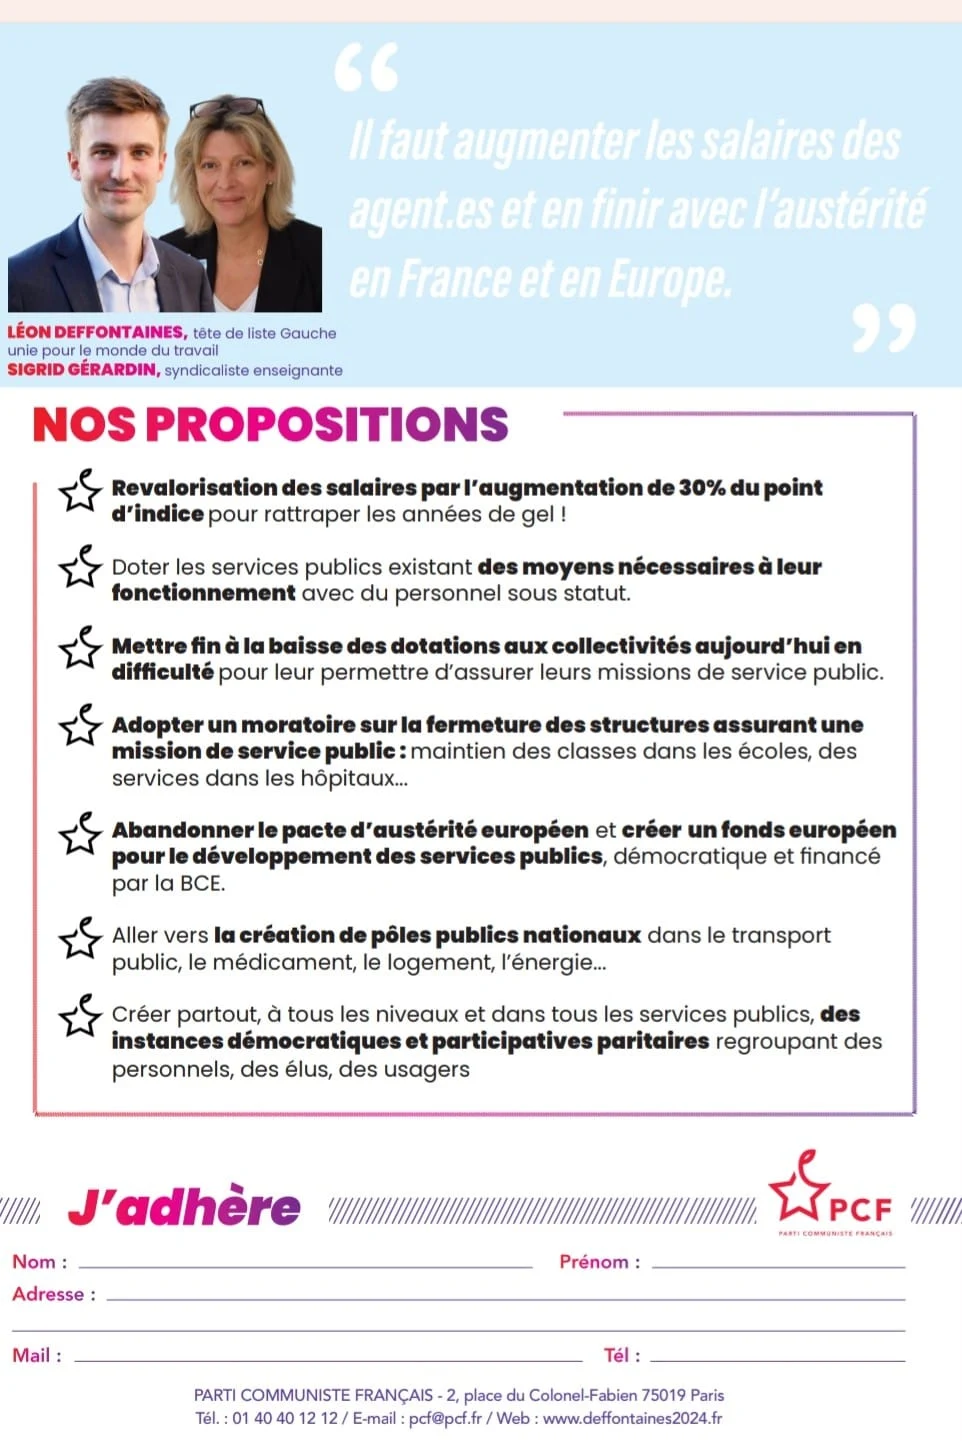 “
Il faut augmenter les salaires des
agent.es et en finir avec l’austérité
en France et en Europe.
”
LÉON DEFFONTAINES, tête de liste Gauche
unie pour le monde du travail
SIGRID GÉRARDIN, syndicaliste enseignante
NOS PROPOSITIONS
Revalorisation des salaires par l’augmentation de 30% du point
d’indice pour rattraper les années de gel !
Doter les services publics existant des moyens nécessaires à leur
fonctionnement avec du personnel sous statut.
Mettre fin à la baisse des dotations aux collectivités aujourd’hui en
difficulté pour leur permettre d’assurer leurs missions de service public.
Adopter un moratoire sur la fermeture des structures assurant une
mission de service public : maintien des classes dans les écoles, des
services dans les hôpitaux...
Abandonner le pacte d’austérité européen et créer un fonds européen
pour le développement des services publics, démocratique et financé
par la BCE.
Aller vers la création de pôles publics nationaux dans le transport
public, le médicament, le logement, l’énergie...
Créer partout, à tous les niveaux et dans tous les services publics, des
instances démocratiques et participatives paritaires regroupant des
personnels, des élus, des usagers
J’adhère
PCF
PARTI COMMUNISTE FRANÇAIS
Nom :
Prénom :
Adresse :
Mail :
Tél :
PARTI COMMUNISTE FRANÇAIS - 2, place du Colonel-Fabien 75019 Paris
Tél. : 01 40 40 12 12 / E-mail : pcf@pcf.fr / Web : www.deffontaines2024.fr